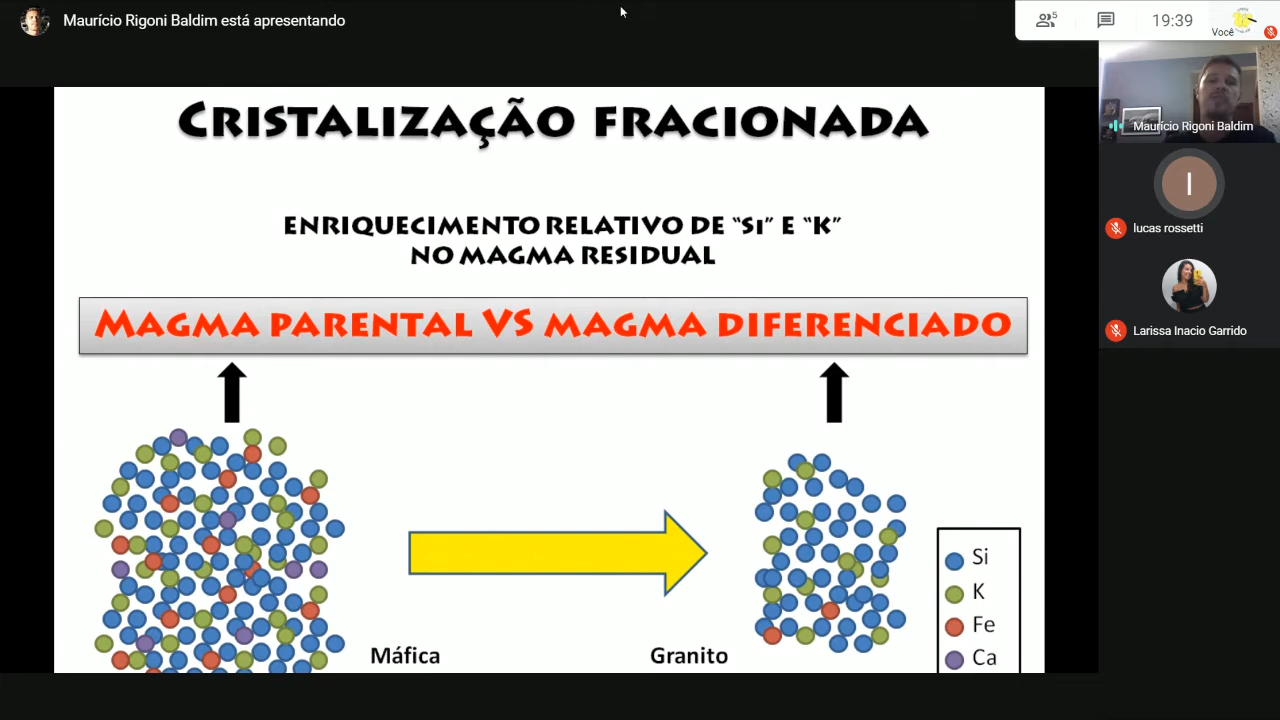 Maurício Rigoni Baldim está apresentando
5
19:39
Você
Maurício Rigoni Baldim
l
lucas rossetti
Larissa Inacio Garrido
CRISTALIZAÇÃO FRACIONADA
ENRIQUECIMENTO RELATIVO DE "Si" E "K"
NO MAGMA RESIDUAL
MAGMA PARENTAL VS MAGMA DIFERENCIADO
Máfica
Granito
Si
K
Fe
Ca